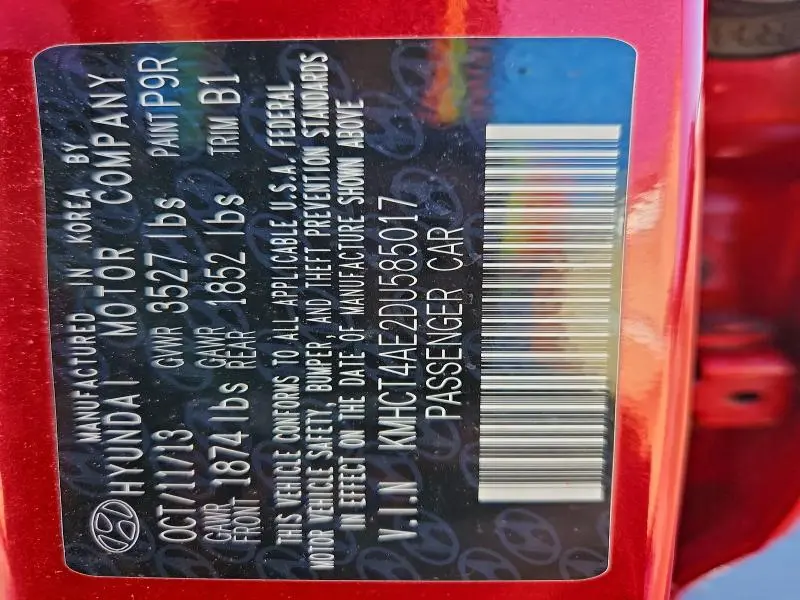 MANUFACTURED IN KOREA BY
HYUNDAI MOTOR COMPANY
OCT/11/13 GVWR 3527 lbs PAINT P9R
GAWR FRONT 1874 lbs GAWR REAR 1852 lbs TRIM B1
THIS VEHICLE CONFORMS TO ALL APPLICABLE U.S.A. FEDERAL
MOTOR VEHICLE SAFETY, BUMPER, AND THEFT PREVENTION STANDARDS
IN EFFECT ON THE DATE OF MANUFACTURE SHOWN ABOVE
V.I.N KMHCT4AE2DU585017
PASSENGER CAR